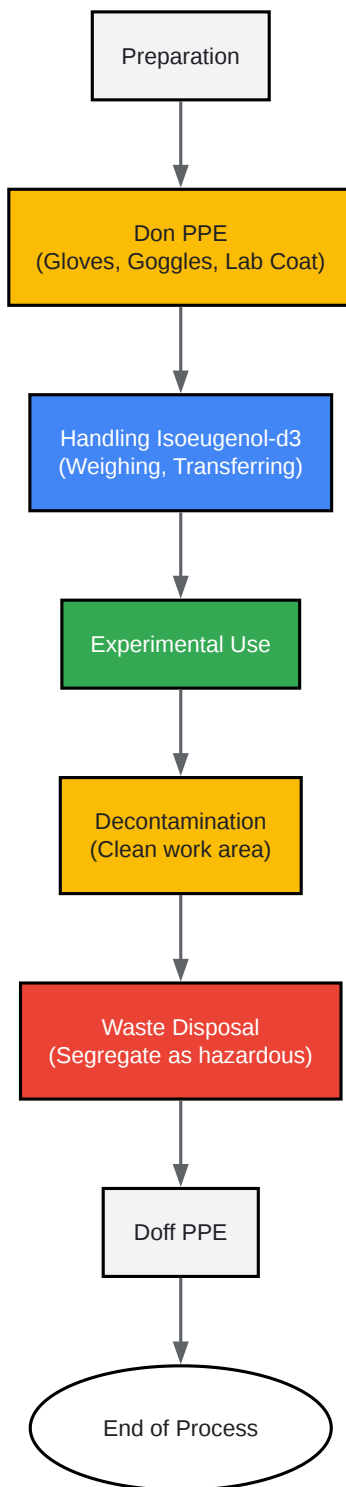 Preparation
Don PPE
(Gloves, Goggles, Lab Coat)
Handling Isoeugenol-d3
(Weighing, Transferring)
Experimental Use
Decontamination
(Clean work area)
Waste Disposal
(Segregate as hazardous)
Doff PPE
End of Process